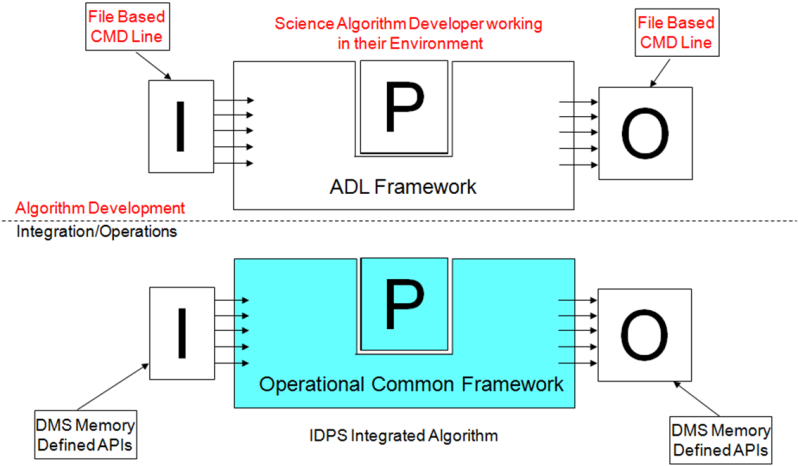 File Based
CMD Line
Science Algorithm Developer working
in their Environment
File Based
CMD Line
I
P
O
ADL Framework
Algorithm Development
Integration/Operations
I
P
O
Operational Common Framework
DMS Memory
Defined APIs
IDPS Integrated Algorithm
DMS Memory
Defined APIs